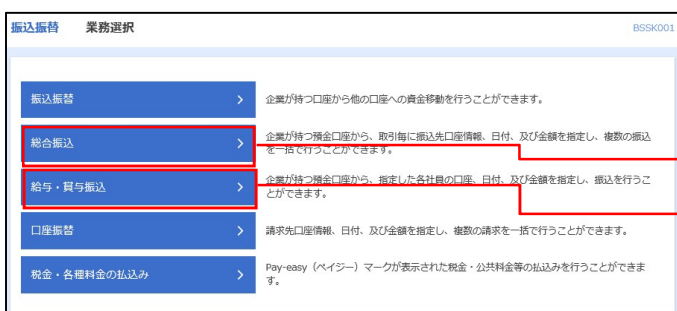 振込振替 業務選択 BSSK001
振込振替 > 企業が持つ口座から他の口座への資金移動を行うことができます。
総合振込 > 企業が持つ預金口座から、取引毎に振込先口座情報、日付、及び金額を指定し、複数の振込
を一括で行うことができます。
給与・賞与振込 > 企業が持つ預金口座から、指定した各社員の口座、日付、及び金額を指定し、振込を行うこ
とができます。
口座振替 > 請求先口座情報、日付、及び金額を指定し、複数の請求を一括で行うことができます。
税金・各種料金の払込み > Pay-easy（ペイジー）マークが表示された税金・公共料金等の払込みを行うことができま
す。